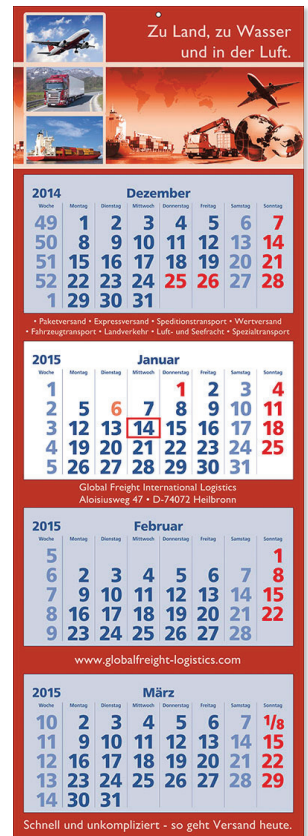 Zu Land, zu Wasser
und in der Luft.
2014 Dezember
Woche Montag Dienstag Mittwoch Donnerstag Freitag Samstag Sonntag
49 1 2 3 4 5 6 7
50 8 9 10 11 12 13 14
51 15 16 17 18 19 20 21
52 22 23 24 25 26 27 28
1 29 30 31
• Paketversand • Expressversand • Speditionstransport • Wertversand
• Fahrzeugtransport • Landverkehr • Luft- und Seefracht • Spezialtransport
2015 Januar
Woche Montag Dienstag Mittwoch Donnerstag Freitag Samstag Sonntag
1 1 2 3 4
2 5 6 7 8 9 10 11
3 12 13 14 15 16 17 18
4 19 20 21 22 23 24 25
5 26 27 28 29 30 31
Global Freight International Logistics
Aloisiusweg 47 • D-74072 Heilbronn
2015 Februar
Woche Montag Dienstag Mittwoch Donnerstag Freitag Samstag Sonntag
5 1
6 2 3 4 5 6 7 8
7 9 10 11 12 13 14 15
8 16 17 18 19 20 21 22
9 23 24 25 26 27 28
www.globalfreight-logistics.com
2015 März
Woche Montag Dienstag Mittwoch Donnerstag Freitag Samstag Sonntag
10 2 3 4 5 6 7 1/8
11 9 10 11 12 13 14 15
12 16 17 18 19 20 21 22
13 23 24 25 26 27 28 29
14 30 31
Schnell und unkompliziert - so geht Versand heute.